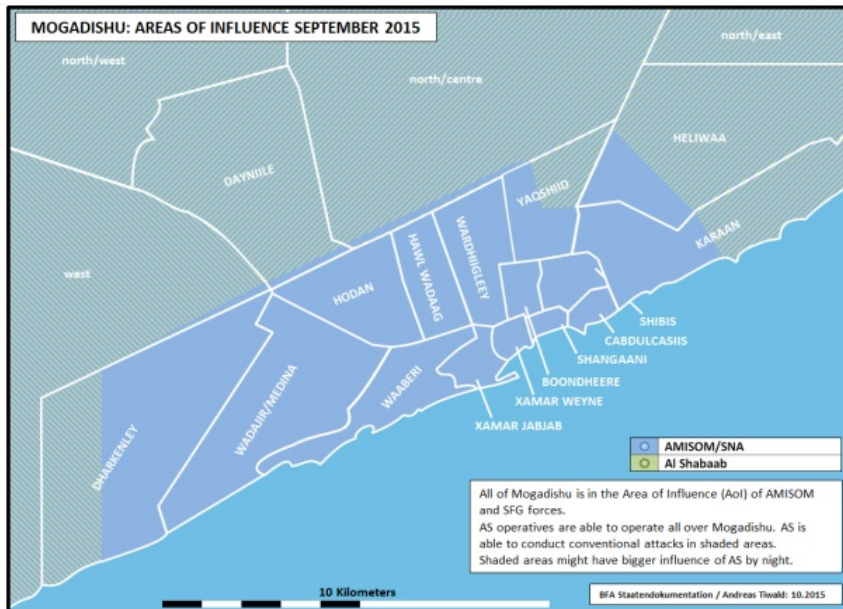 MOGADISHU: AREAS OF INFLUENCE SEPTEMBER 2015
north/east
north/west
north/centre
HELIWAA
DAYNIILE
YAQSHIID
WARDHIIGLEY
HAWL WADAAG
KARAAN
west
HODAN
SHIBIS
CABDULCASIIS
SHANGAANI
BOONDHEERE
XAMAR WEYNE
XAMAR JABJAB
WAABERI
WADAJIR/MEDINA
DHARKENLEY
AMISOM/SNA
Al Shabaab
All of Mogadishu is in the Area of Influence (AoI) of AMISOM
and SFG forces.
AS operatives are able to operate all over Mogadishu. AS is
able to conduct conventional attacks in shaded areas.
Shaded areas might have bigger influence of AS by night.
10 Kilometers
BFA Staatendokumentation / Andreas Tiwald: 10.2015